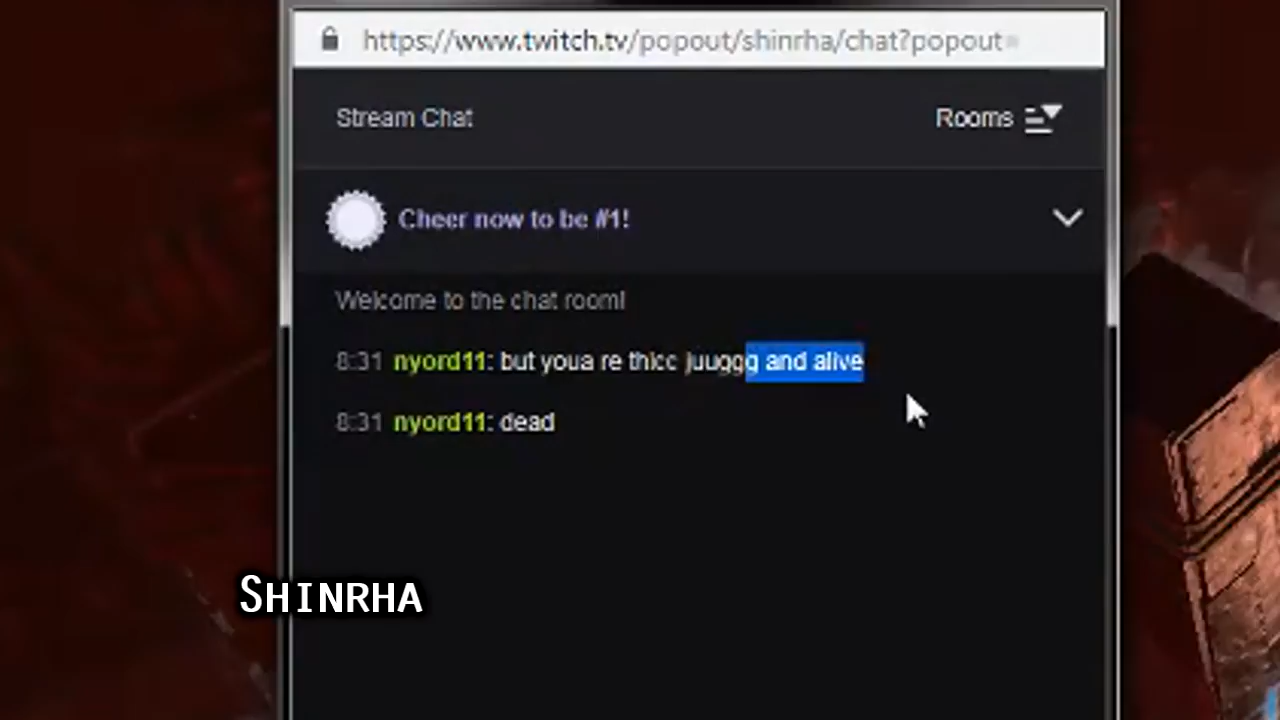 https://www.twitch.tv/popout/shinrha/chat?popout
Stream Chat
Rooms
Cheer now to be #1!
Welcome to the chat room!
8:31 nyord11: but youa re thicc juuggg and alive
8:31 nyord11: dead
SHINRHA